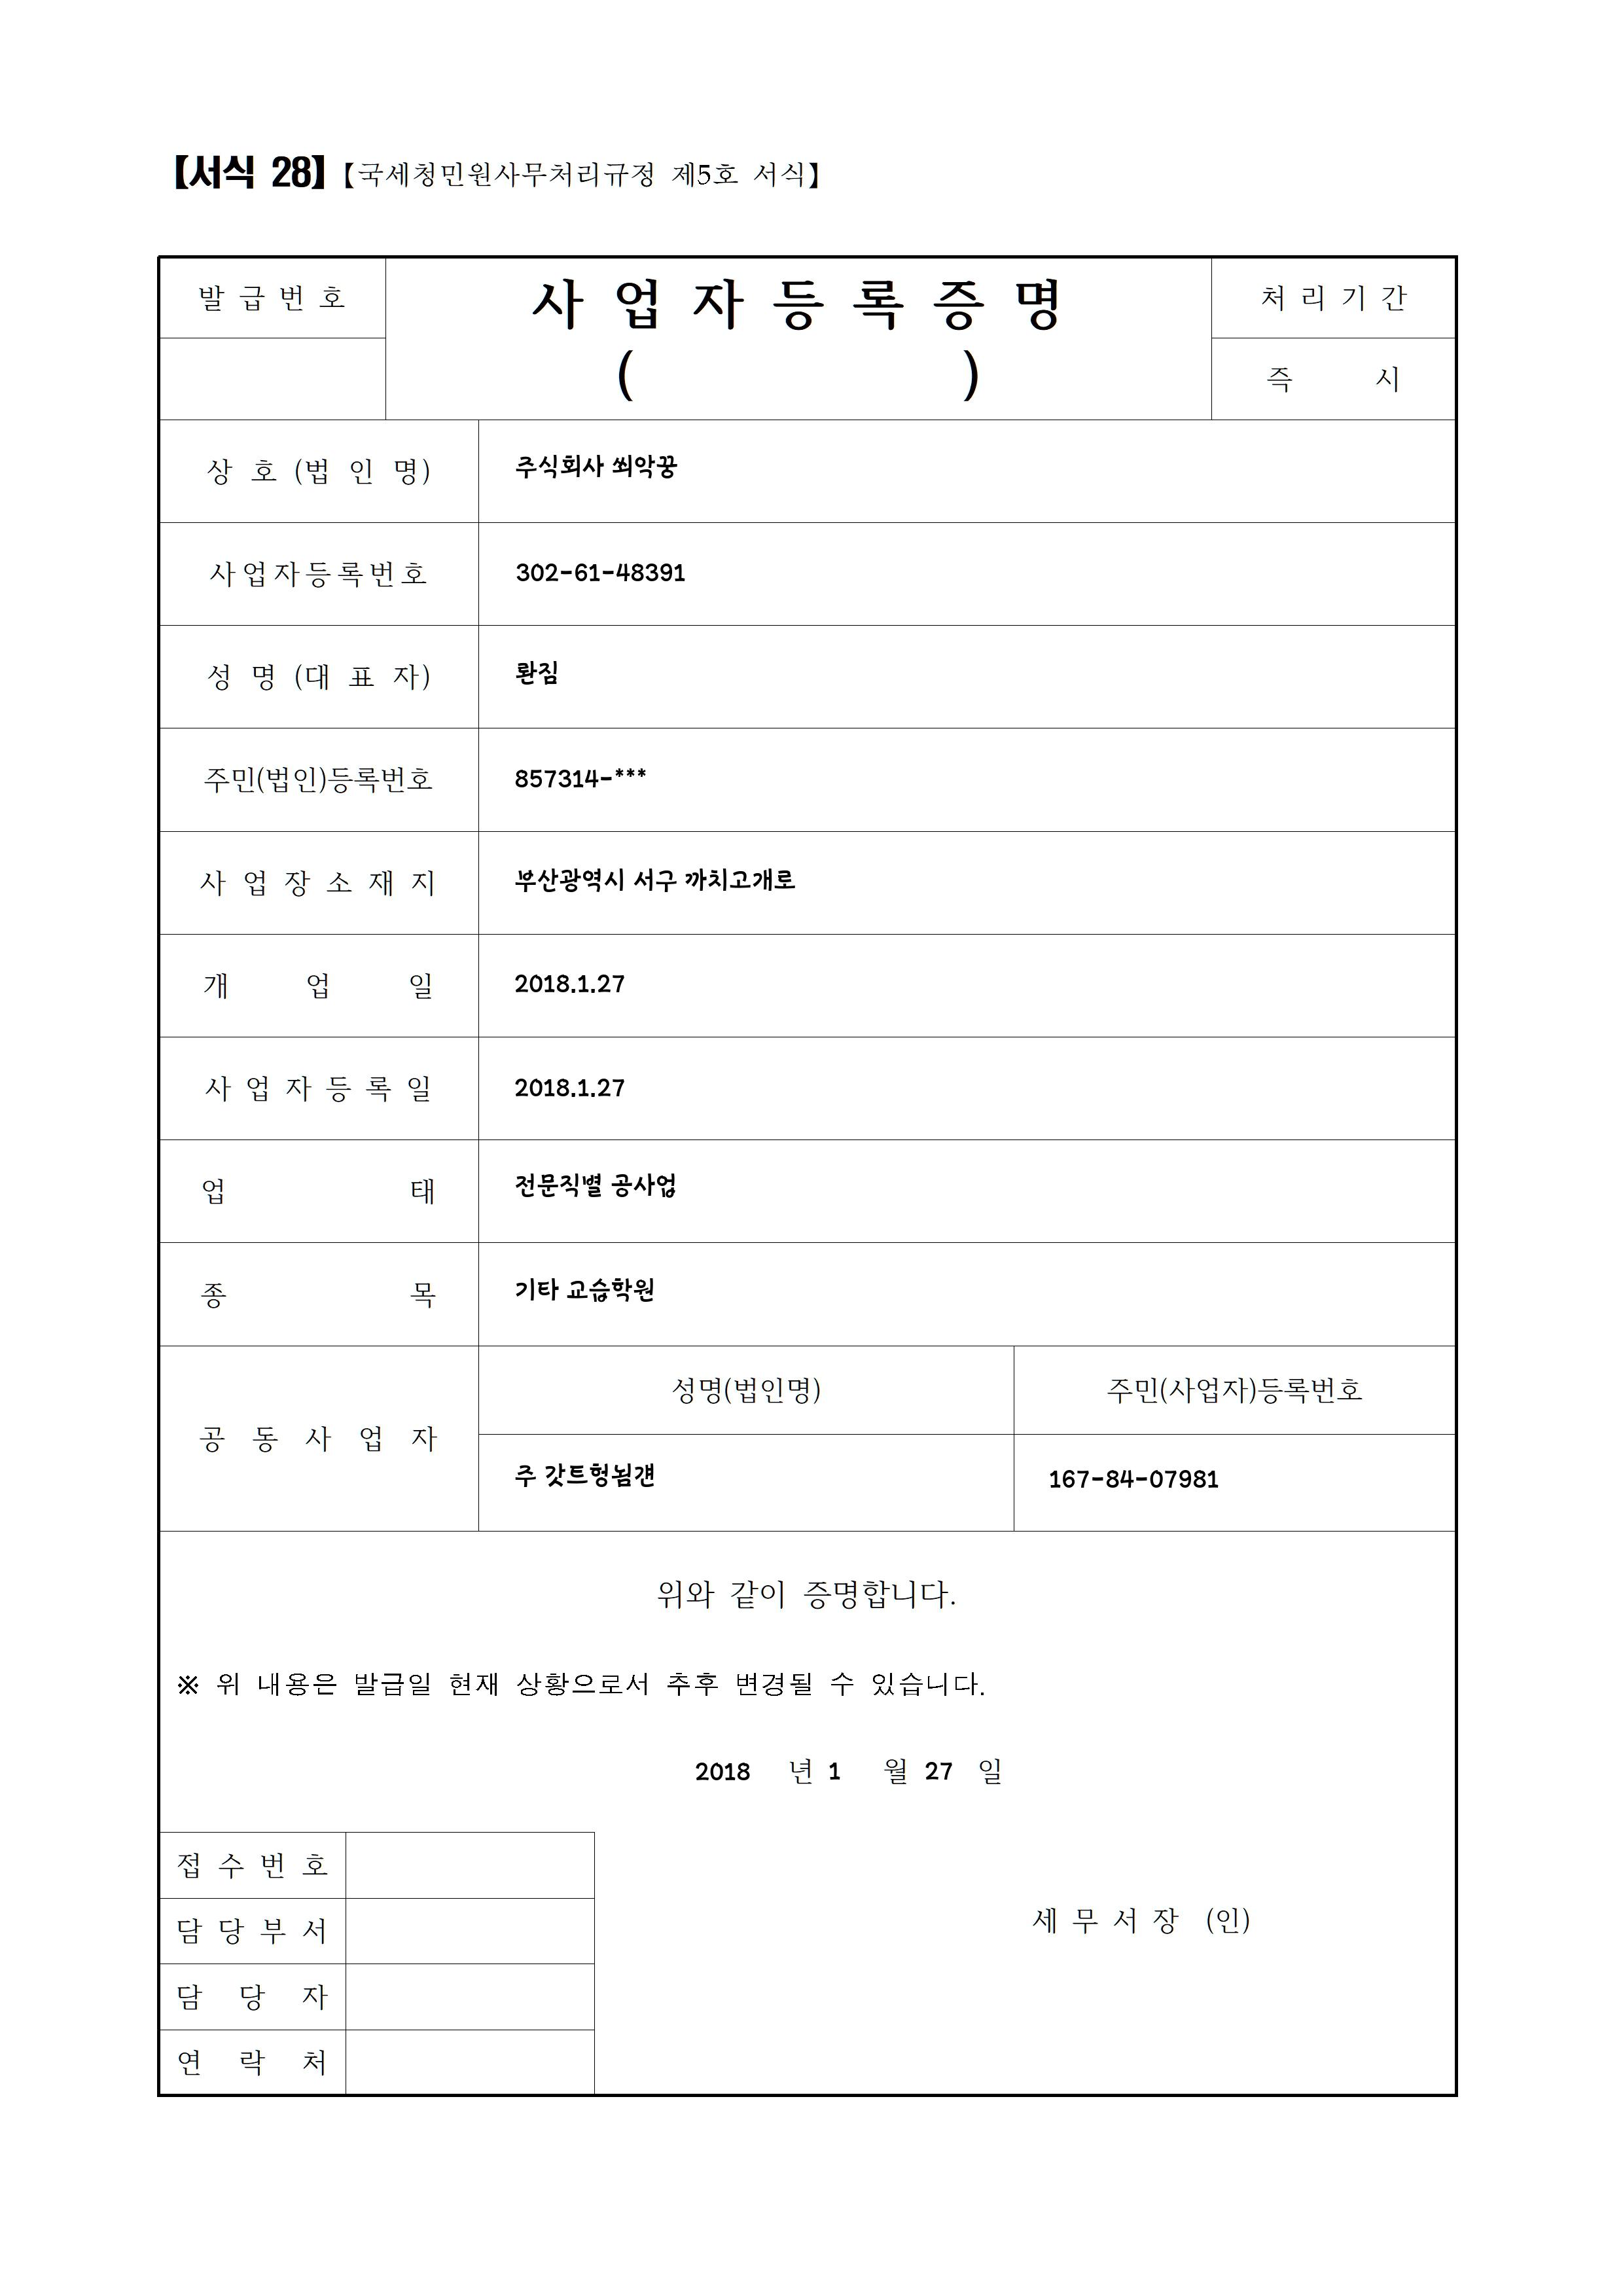 【서식 28】【국세청민원사무처리규정 제5호 서식】
발급번호
사업자등록증명
( )
처리기간
즉 시
상호(법인명) 주식회사 쐬악꿍
사업자등록번호 302-61-48391
성명(대표자) 롼짐
주민(법인)등록번호 857314-***
사업장소재지 부산광역시 서구 까치고개로
개업일 2018.1.27
사업자등록일 2018.1.27
업태 전문직별 공사업
종목 기타 교습학원
공동사업자
성명(법인명) 주민(사업자)등록번호
주 갓트헝뇜걘 167-84-07981
위와 같이 증명합니다.
※ 위 내용은 발급일 현재 상황으로서 추후 변경될 수 있습니다.
2018 년 1 월 27 일
접수번호
담당부서
세무서장 (인)
담당자
연락처